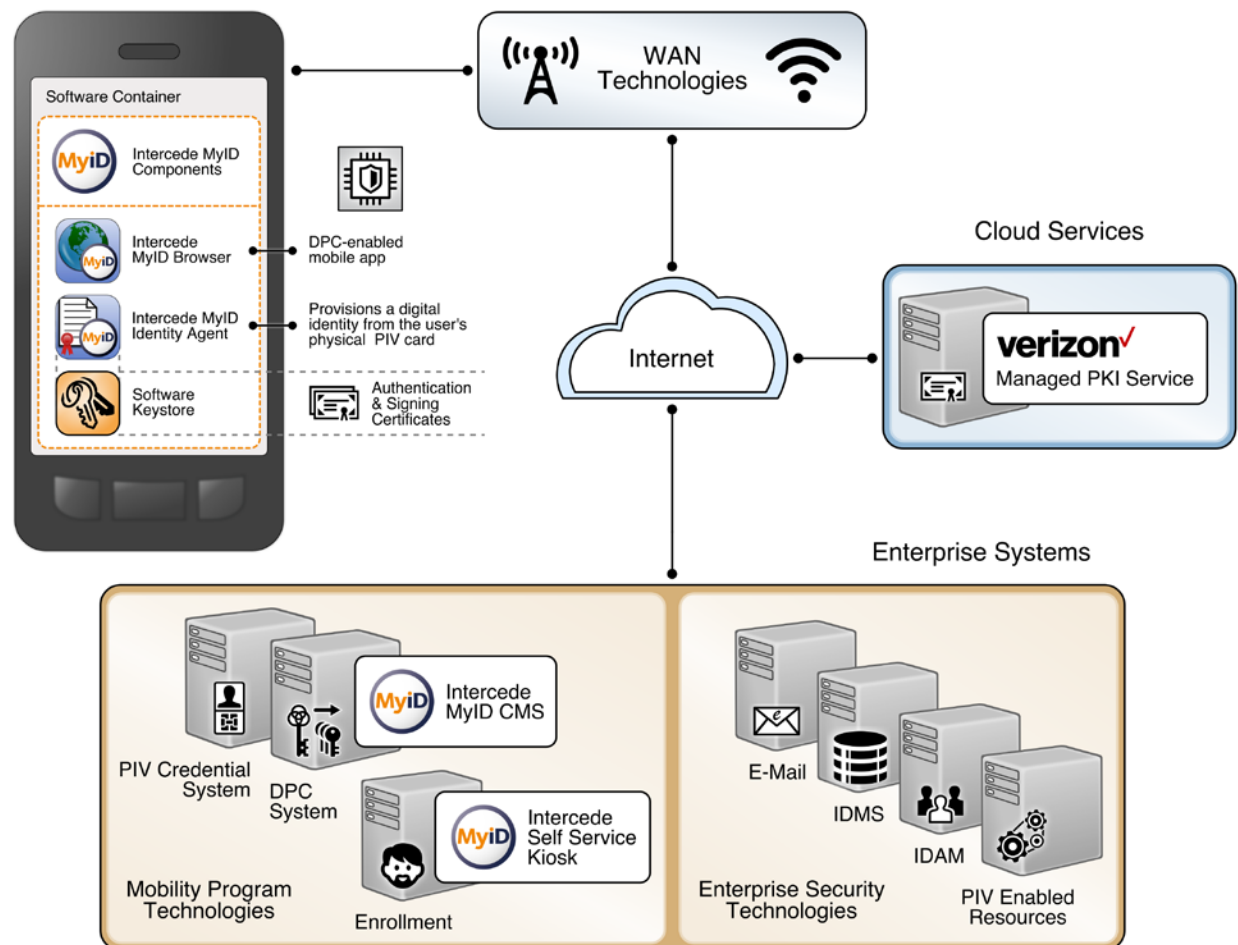 WAN
Technologies
Software Container
MyiD
Intercede MyID
Components
MyiD
Intercede
MyID Browser
DPC-enabled
mobile app
MyiD
Intercede MyID
Identity Agent
Provisions a digital
identity from the user's
physical PIV card
Software
Keystore
Authentication
& Signing
Certificates
Internet
Cloud Services
verizon✓
Managed PKI Service
Enterprise Systems
MyiD
Intercede
MyID CMS
PIV Credential
System
DPC
System
MyiD
Intercede
Self Service
Kiosk
Enrollment
Mobility Program
Technologies
e
E-Mail
IDMS
IDAM
PIV Enabled
Resources
Enterprise Security
Technologies